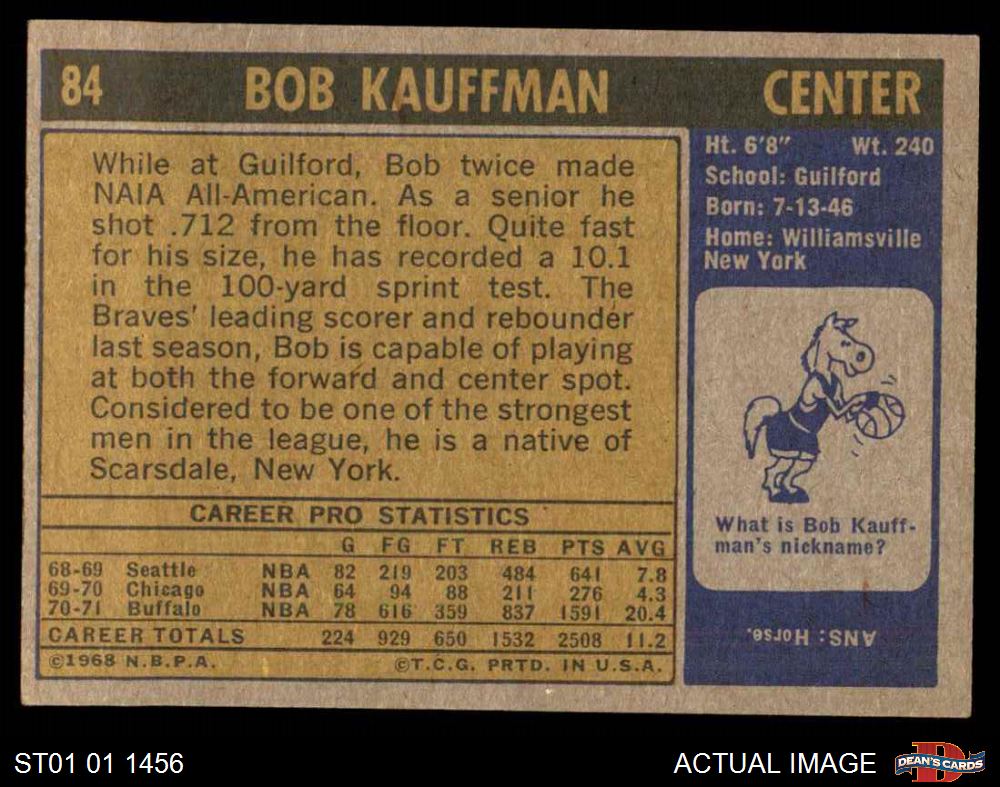 84 BOB KAUFFMAN CENTER
While at Guilford, Bob twice made
NAIA All-American. As a senior he
shot .712 from the floor. Quite fast
for his size, he has recorded a 10.1
in the 100-yard sprint test. The
Braves' leading scorer and rebounder
last season, Bob is capable of playing
at both the forward and center spot.
Considered to be one of the strongest
men in the league, he is a native of
Scarsdale, New York.
CAREER PRO STATISTICS
G FG FT REB PTS AVG
68-69 Seattle NBA 82 219 203 484 641 7.8
69-70 Chicago NBA 64 94 88 211 276 4.3
70-71 Buffalo NBA 78 616 359 837 1591 20.4
CAREER TOTALS 224 929 650 1532 2508 11.2
©1968 N.B.P.A. ©T.C.G. PRTD. IN U.S.A.
Ht. 6'8" Wt. 240
School: Guilford
Born: 7-13-46
Home: Williamsville
New York
What is Bob Kauff-
man's nickname?
ANS: Horse.
ST01 01 1456 ACTUAL IMAGE D DEAN'S CARDS